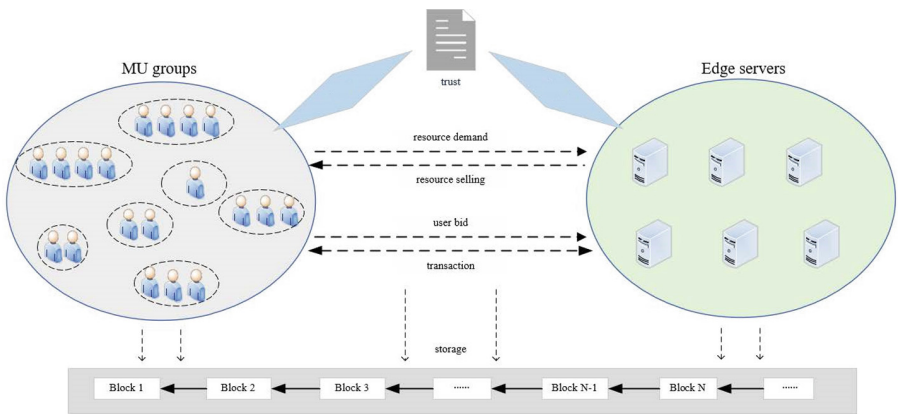 trust
MU groups
Edge servers
resource demand
resource selling
user bid
transaction
storage
Block 1
Block 2
Block 3
......
Block N-1
Block N
......